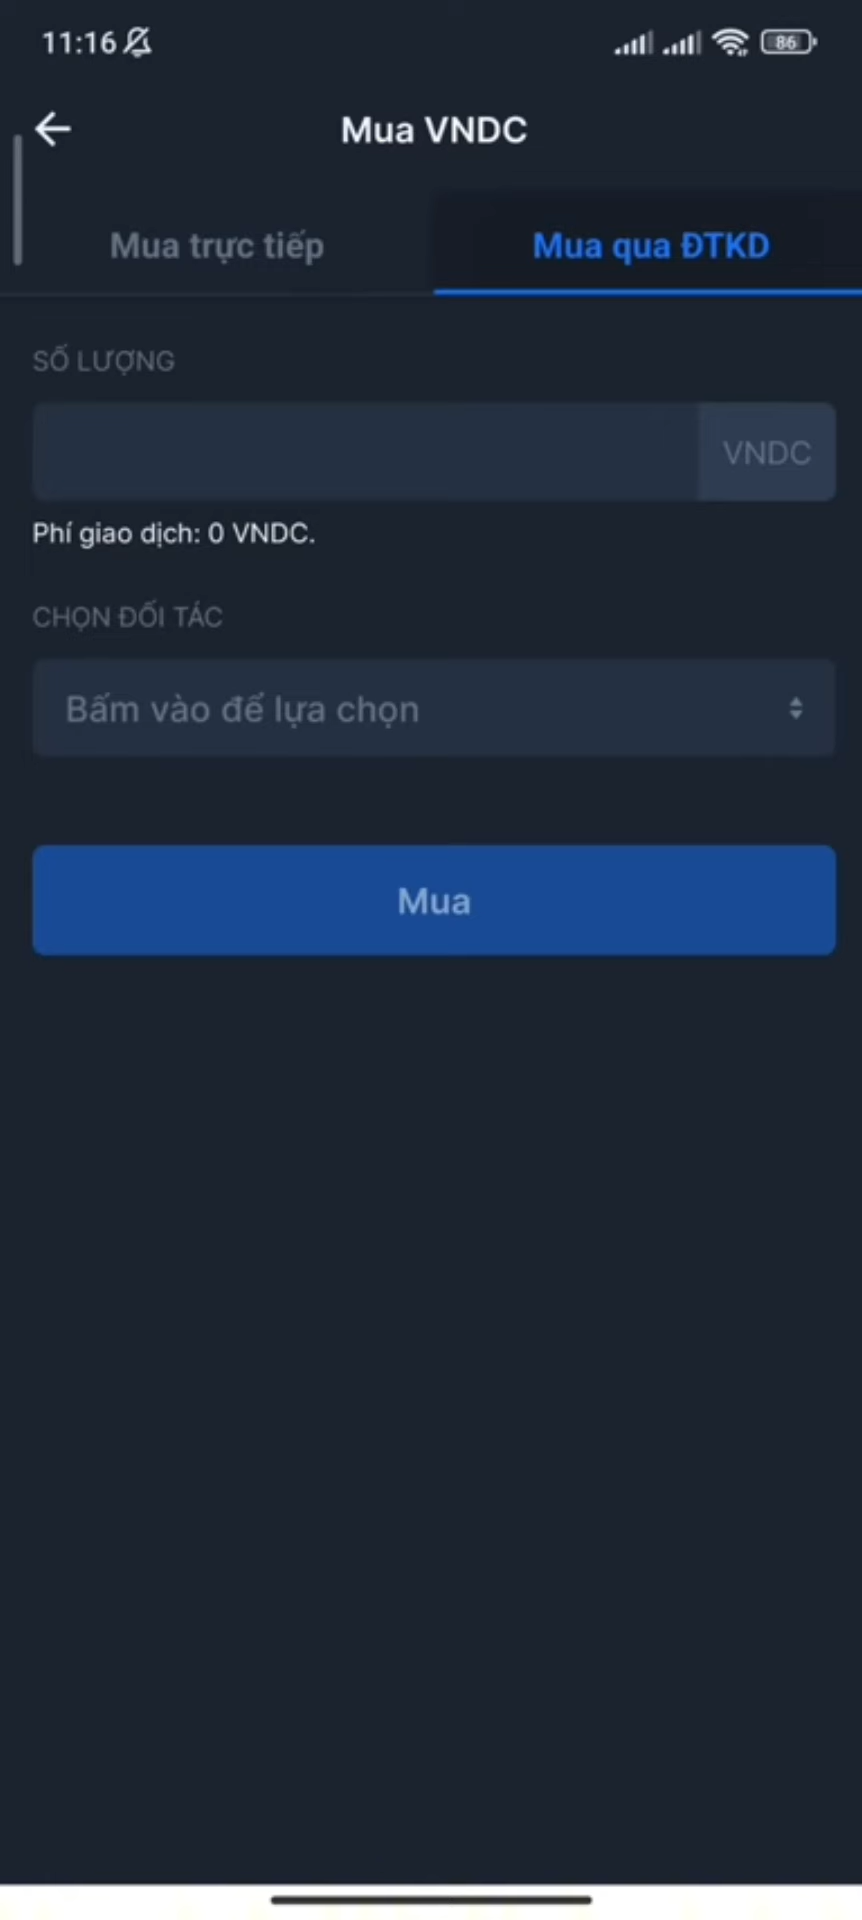 11:16
86
Mua VNDC
Mua trực tiếp
Mua qua ĐTKD
SỐ LƯỢNG
VNDC
Phí giao dịch: 0 VNDC.
CHỌN ĐỐI TÁC
Bấm vào để lựa chọn
Mua